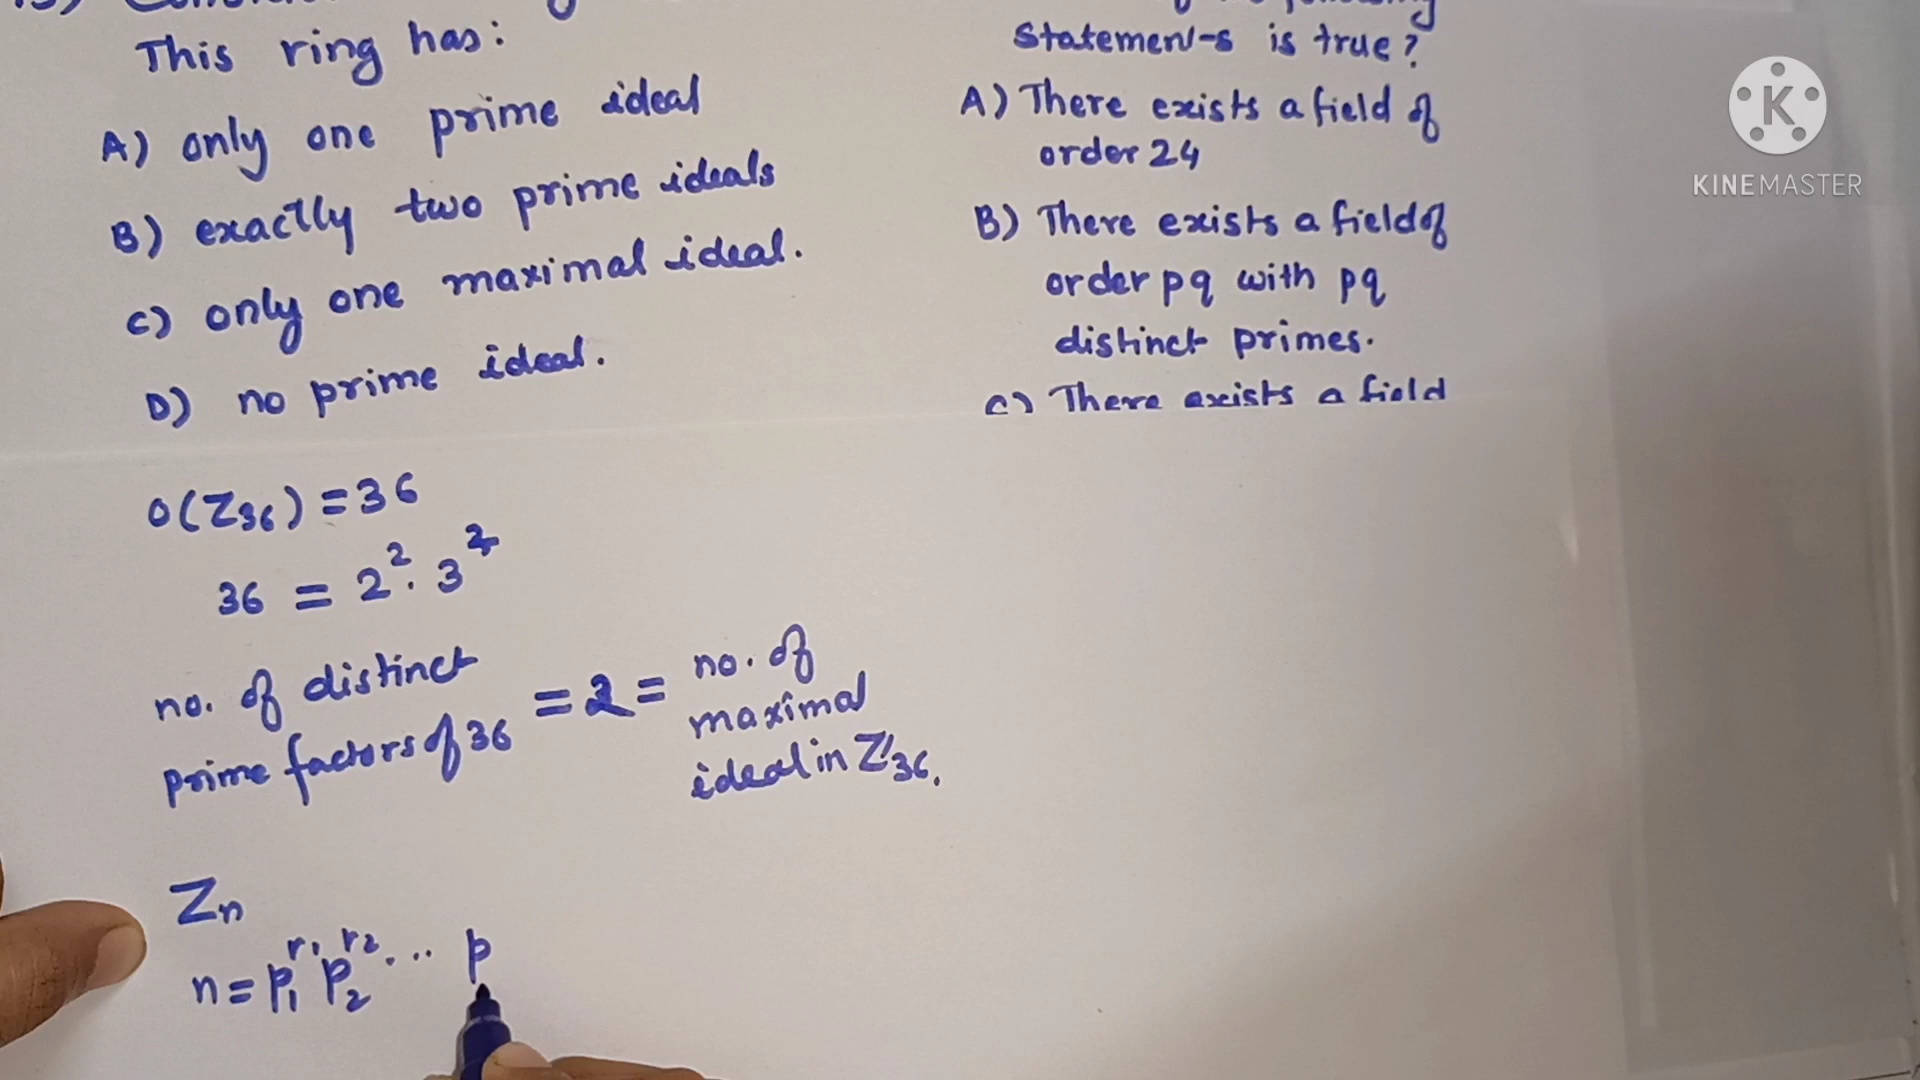 This ring has:
A) only one prime ideal
B) exactly two prime ideals
C) only one maximal ideal.
D) no prime ideal.
Statemen-s is true?
A) There exists a field of
order 24
B) There exists a field of
order pq with pq
distinct primes.
C) There exists a field
KINEMASTER
O(Z36) = 36
36 = 2². 3²
no. of distinct
prime factors of 36 = 2 = no. of
maximal
ideal in Z36.
Zn
n = p₁^r₁ p₂^r₂ ... p